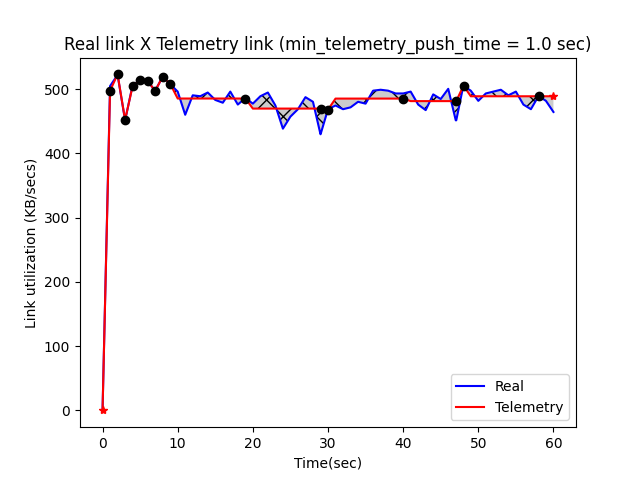 Real link X Telemetry link (min_telemetry_push_time = 1.0 sec)
Link utilization (KB/secs)
500
400
300
200
100
0
0 10 20 30 40 50 60
Time(sec)
Real
Telemetry